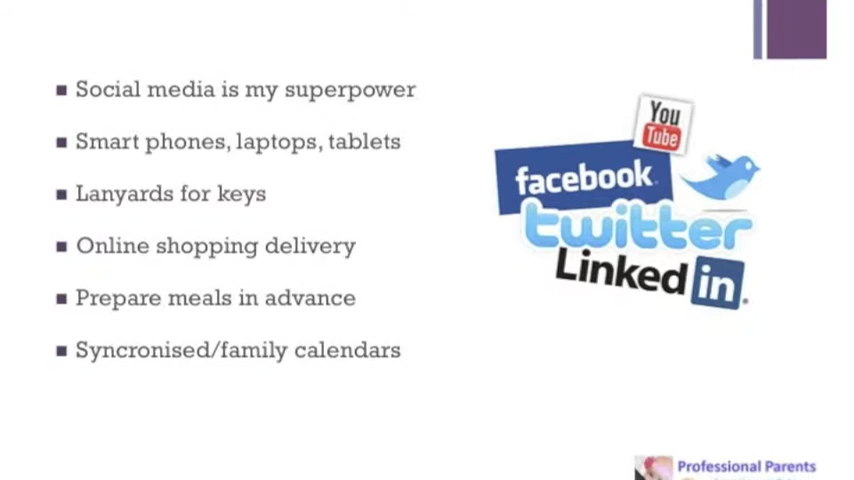 Social media is my superpower
Smart phones, laptops, tablets
Lanyards for keys
Online shopping delivery
Prepare meals in advance
Syncronised/family calendars
You
Tube
facebook
twitter
Linked in
Professional Parents